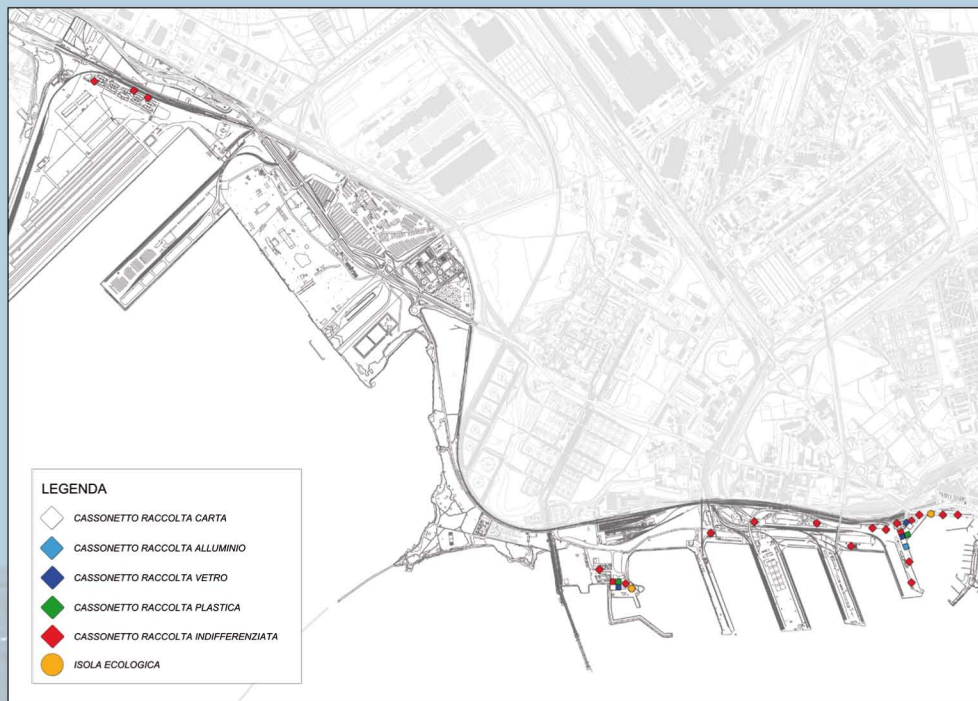 LEGENDA
CASSONETTO RACCOLTA CARTA
CASSONETTO RACCOLTA ALLUMINIO
CASSONETTO RACCOLTA VETRO
CASSONETTO RACCOLTA PLASTICA
CASSONETTO RACCOLTA INDIFFERENZIATA
ISOLA ECOLOGICA